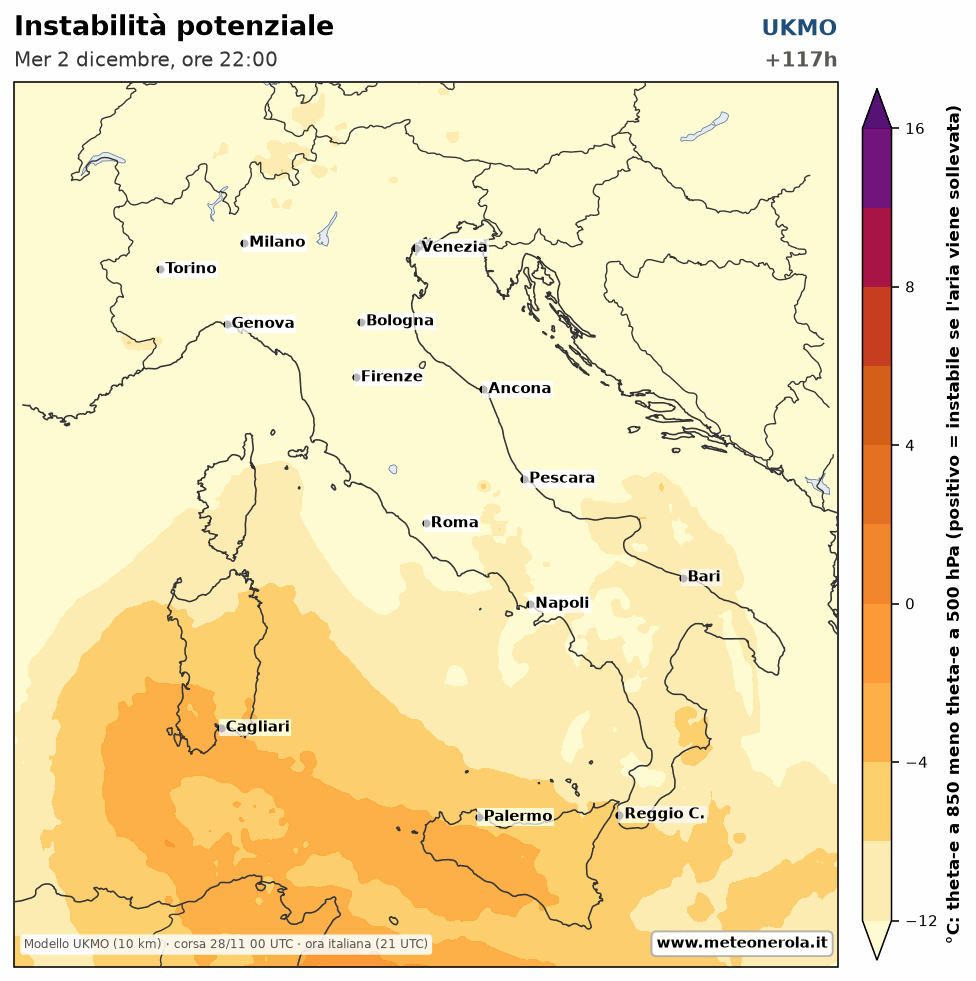 Instabilità potenziale
UKMO
Mer 2 dicembre, ore 22:00
+117h
Milano
Venezia
Torino
Genova
Bologna
Firenze
Ancona
Pescara
Roma
Bari
Napoli
Cagliari
Palermo
Reggio C.
Modello UKMO (10 km) · corsa 28/11 00 UTC · ora italiana (21 UTC)
www.meteonerola.it
16
8
4
0
−4
−12
°C: theta-e a 850 meno theta-e a 500 hPa (positivo = instabile se l'aria viene sollevata)